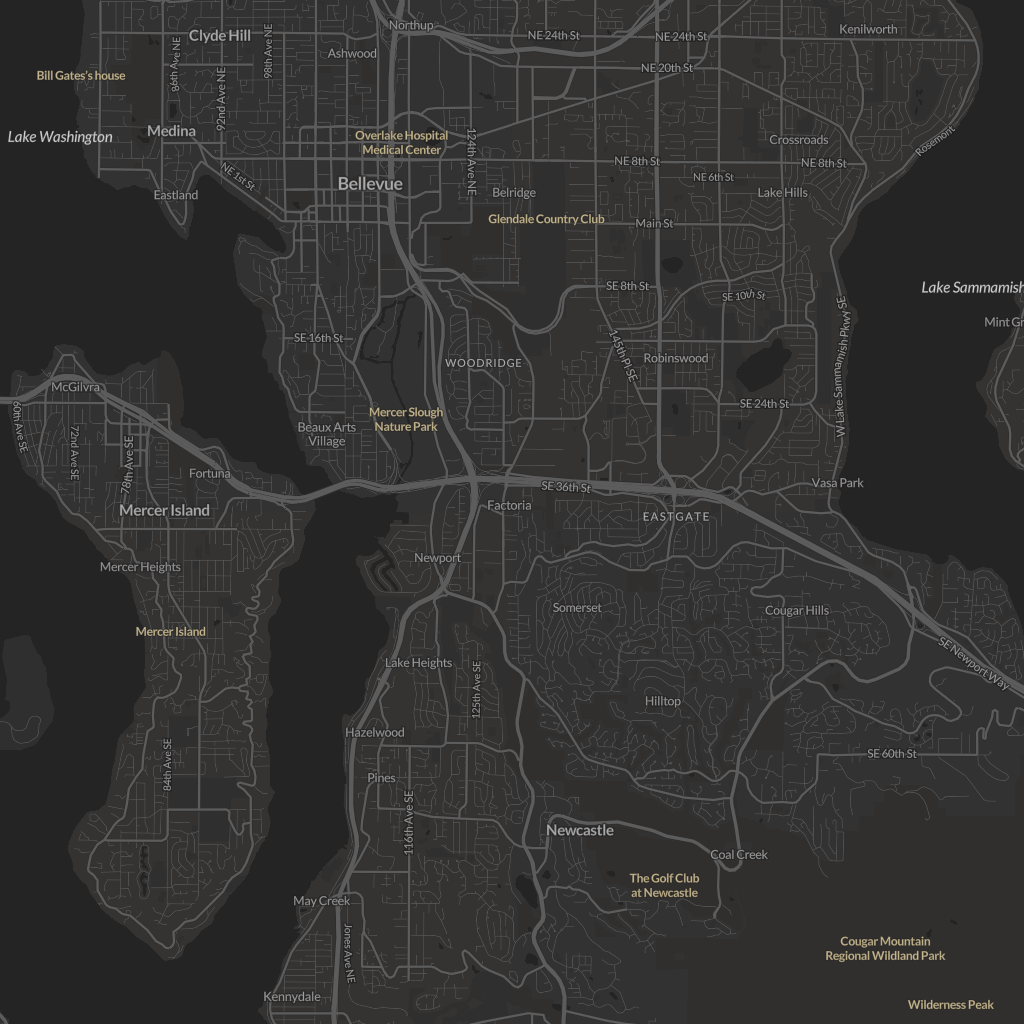 Northup
Clyde Hill
98th Ave NE
86th Ave NE
92nd Ave NE
Ashwood
NE 24th St
NE 24th St
Kenilworth
Bill Gates's house
NE 20th St
Lake Washington
Medina
Overlake Hospital
Medical Center
124th Ave NE
Crossroads
Rosemont
NE 8th St
NE 8th St
NE 1st St
NE 6th St
Bellevue
Eastland
Belridge
Lake Hills
Glendale Country Club
Main St
SE 8th St
SE 10th St
Lake Sammamish
Mint Gr
SE 16th St
145th Pl SE
W Lake Sammamish Pkwy SE
WOODRIDGE
Robinswood
McGilvra
60th Ave SE
72nd Ave SE
78th Ave SE
Mercer Slough
Nature Park
SE 24th St
Beaux Arts
Village
Fortuna
SE 36th St
Vasa Park
Mercer Island
Factoria
EASTGATE
Mercer Heights
Newport
Somerset
Cougar Hills
Mercer Island
SE Newport Way
Lake Heights
125th Ave SE
Hilltop
Hazelwood
84th Ave SE
SE 60th St
Pines
116th Ave SE
Newcastle
Coal Creek
The Golf Club
at Newcastle
May Creek
Jones Ave NE
Cougar Mountain
Regional Wildland Park
Kennydale
Wilderness Peak